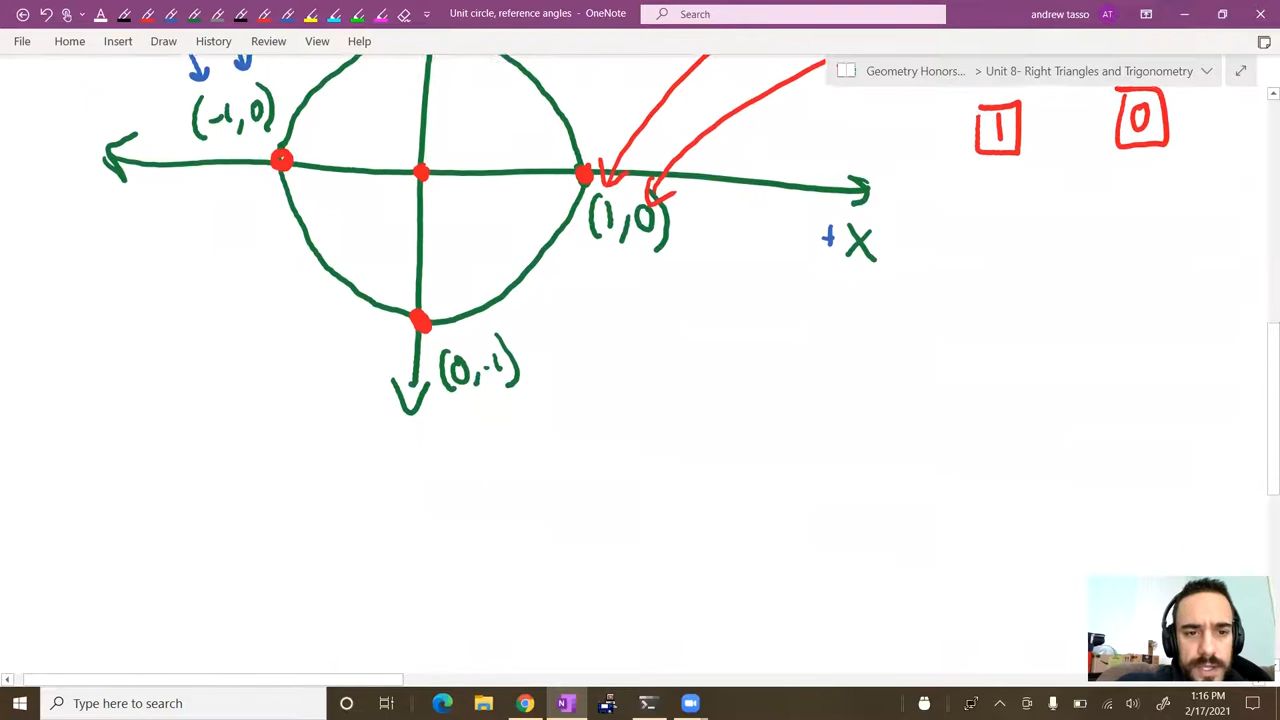 Unit circle, reference angles - OneNote
Search
andrew tasso AT
File Home Insert Draw History Review View Help
Geometry Honors... > Unit 8- Right Triangles and Trigonometry
1 0
(-1, 0)
(1, 0)
+ X
(0, -1)
Type here to search
1:16 PM
2/17/2021